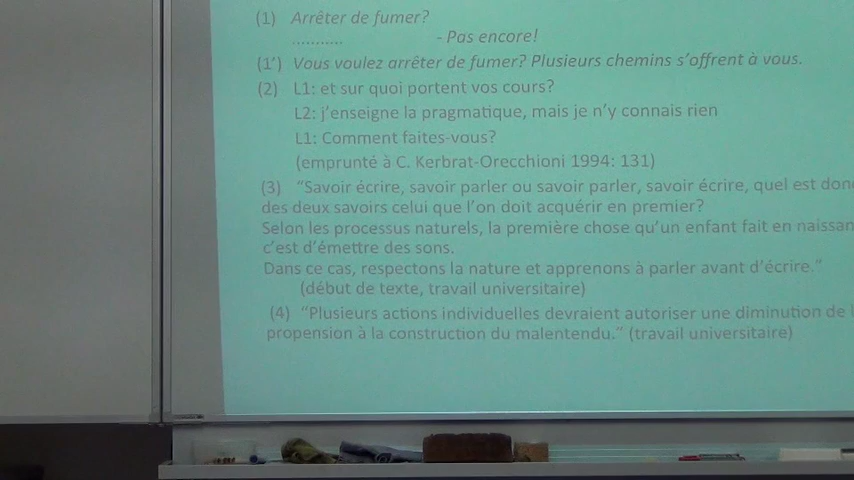 (1) Arrêter de fumer?
........... - Pas encore!
(1') Vous voulez arrêter de fumer? Plusieurs chemins s'offrent à vous.
(2) L1: et sur quoi portent vos cours?
L2: j'enseigne la pragmatique, mais je n'y connais rien
L1: Comment faites-vous?
(emprunté à C. Kerbrat-Orecchioni 1994: 131)
(3) "Savoir écrire, savoir parler ou savoir parler, savoir écrire, quel est
des deux savoirs celui que l'on doit acquérir en premier?
Selon les processus naturels, la première chose qu'un enfant fait en
c'est d'émettre des sons.
Dans ce cas, respectons la nature et apprenons à parler avant d'écrire."
(début de texte, travail universitaire)
(4) "Plusieurs actions individuelles devraient autoriser une diminution de
propension à la construction du malentendu." (travail universitaire)